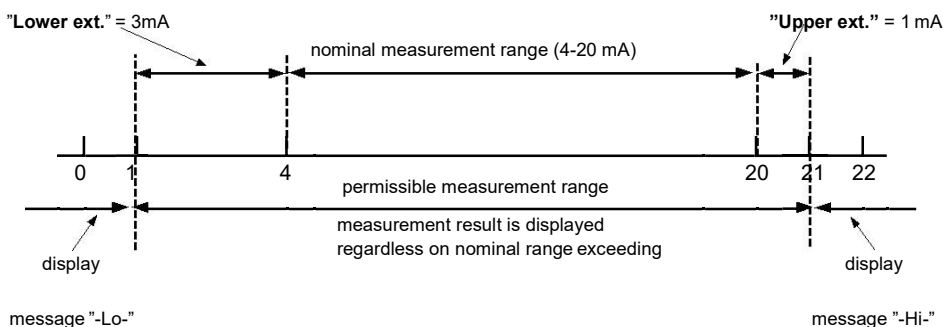 ”Lower ext.” = 3mA
”Upper ext.” = 1 mA
nominal measurement range (4-20 mA)
0 1 4 20 21 22
permissible measurement range
measurement result is displayed
regardless on nominal range exceeding
display
display
message ”-Lo-”
message ”-Hi-”